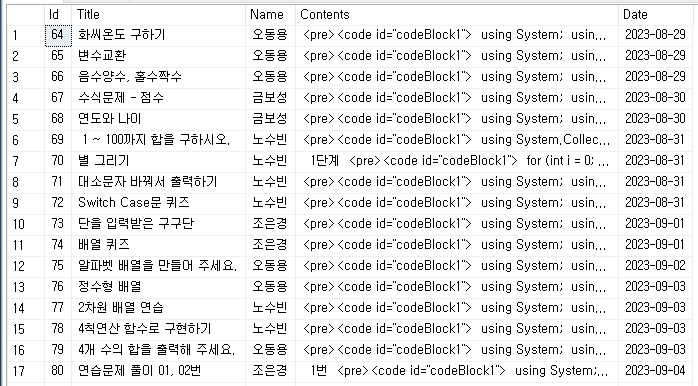 Id Title Name Contents Date
1 64 화씨온도 구하기 오동용 <pre><code id="codeBlock1"> using System; usin... 2023-08-29
2 65 변수교환 오동용 <pre><code id="codeBlock1"> using System; usin... 2023-08-29
3 66 음수양수, 홀수짝수 오동용 <pre><code id="codeBlock1"> using System; usin... 2023-08-29
4 67 수식문제 - 점수 금보성 <pre><code id="codeBlock1"> using System; usin... 2023-08-30
5 68 연도와 나이 금보성 <pre><code id="codeBlock1"> using System; usin... 2023-08-30
6 69 1 ~ 100까지 합을 구하시오. 노수빈 <pre><code id="codeBlock1"> using System.Collec... 2023-08-31
7 70 별 그리기 노수빈 1단계 <pre><code id="codeBlock1"> for (int i = 0; ... 2023-08-31
8 71 대소문자 바꿔서 출력하기 노수빈 <pre><code id="codeBlock1"> using System; usin... 2023-08-31
9 72 Switch Case문 퀴즈 노수빈 <pre><code id="codeBlock1"> using System; usin... 2023-08-31
10 73 단을 입력받은 구구단 조은경 <pre><code id="codeBlock1"> using System; usin... 2023-09-01
11 74 배열 퀴즈 조은경 <pre><code id="codeBlock1"> using System; usin... 2023-09-01
12 75 알파벳 배열을 만들어 주세요. 오동용 <pre><code id="codeBlock1"> using System; usin... 2023-09-02
13 76 정수형 배열 오동용 <pre><code id="codeBlock1"> using System; usin... 2023-09-03
14 77 2차원 배열 연습 노수빈 <pre><code id="codeBlock1"> using System; usin... 2023-09-03
15 78 4칙연산 함수로 구현하기 노수빈 <pre><code id="codeBlock1"> using System; usin... 2023-09-03
16 79 4개 수의 합을 출력해 주세요. 오동용 <pre><code id="codeBlock1"> using System; usin... 2023-09-03
17 80 연습문제 풀이 01, 02번 조은경 1번 <pre><code id="codeBlock1"> using System;... 2023-09-04